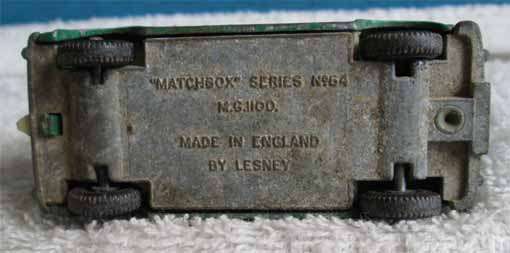 "MATCHBOX" SERIES Nº64
M.G.1100.
MADE IN ENGLAND
BY LESNEY